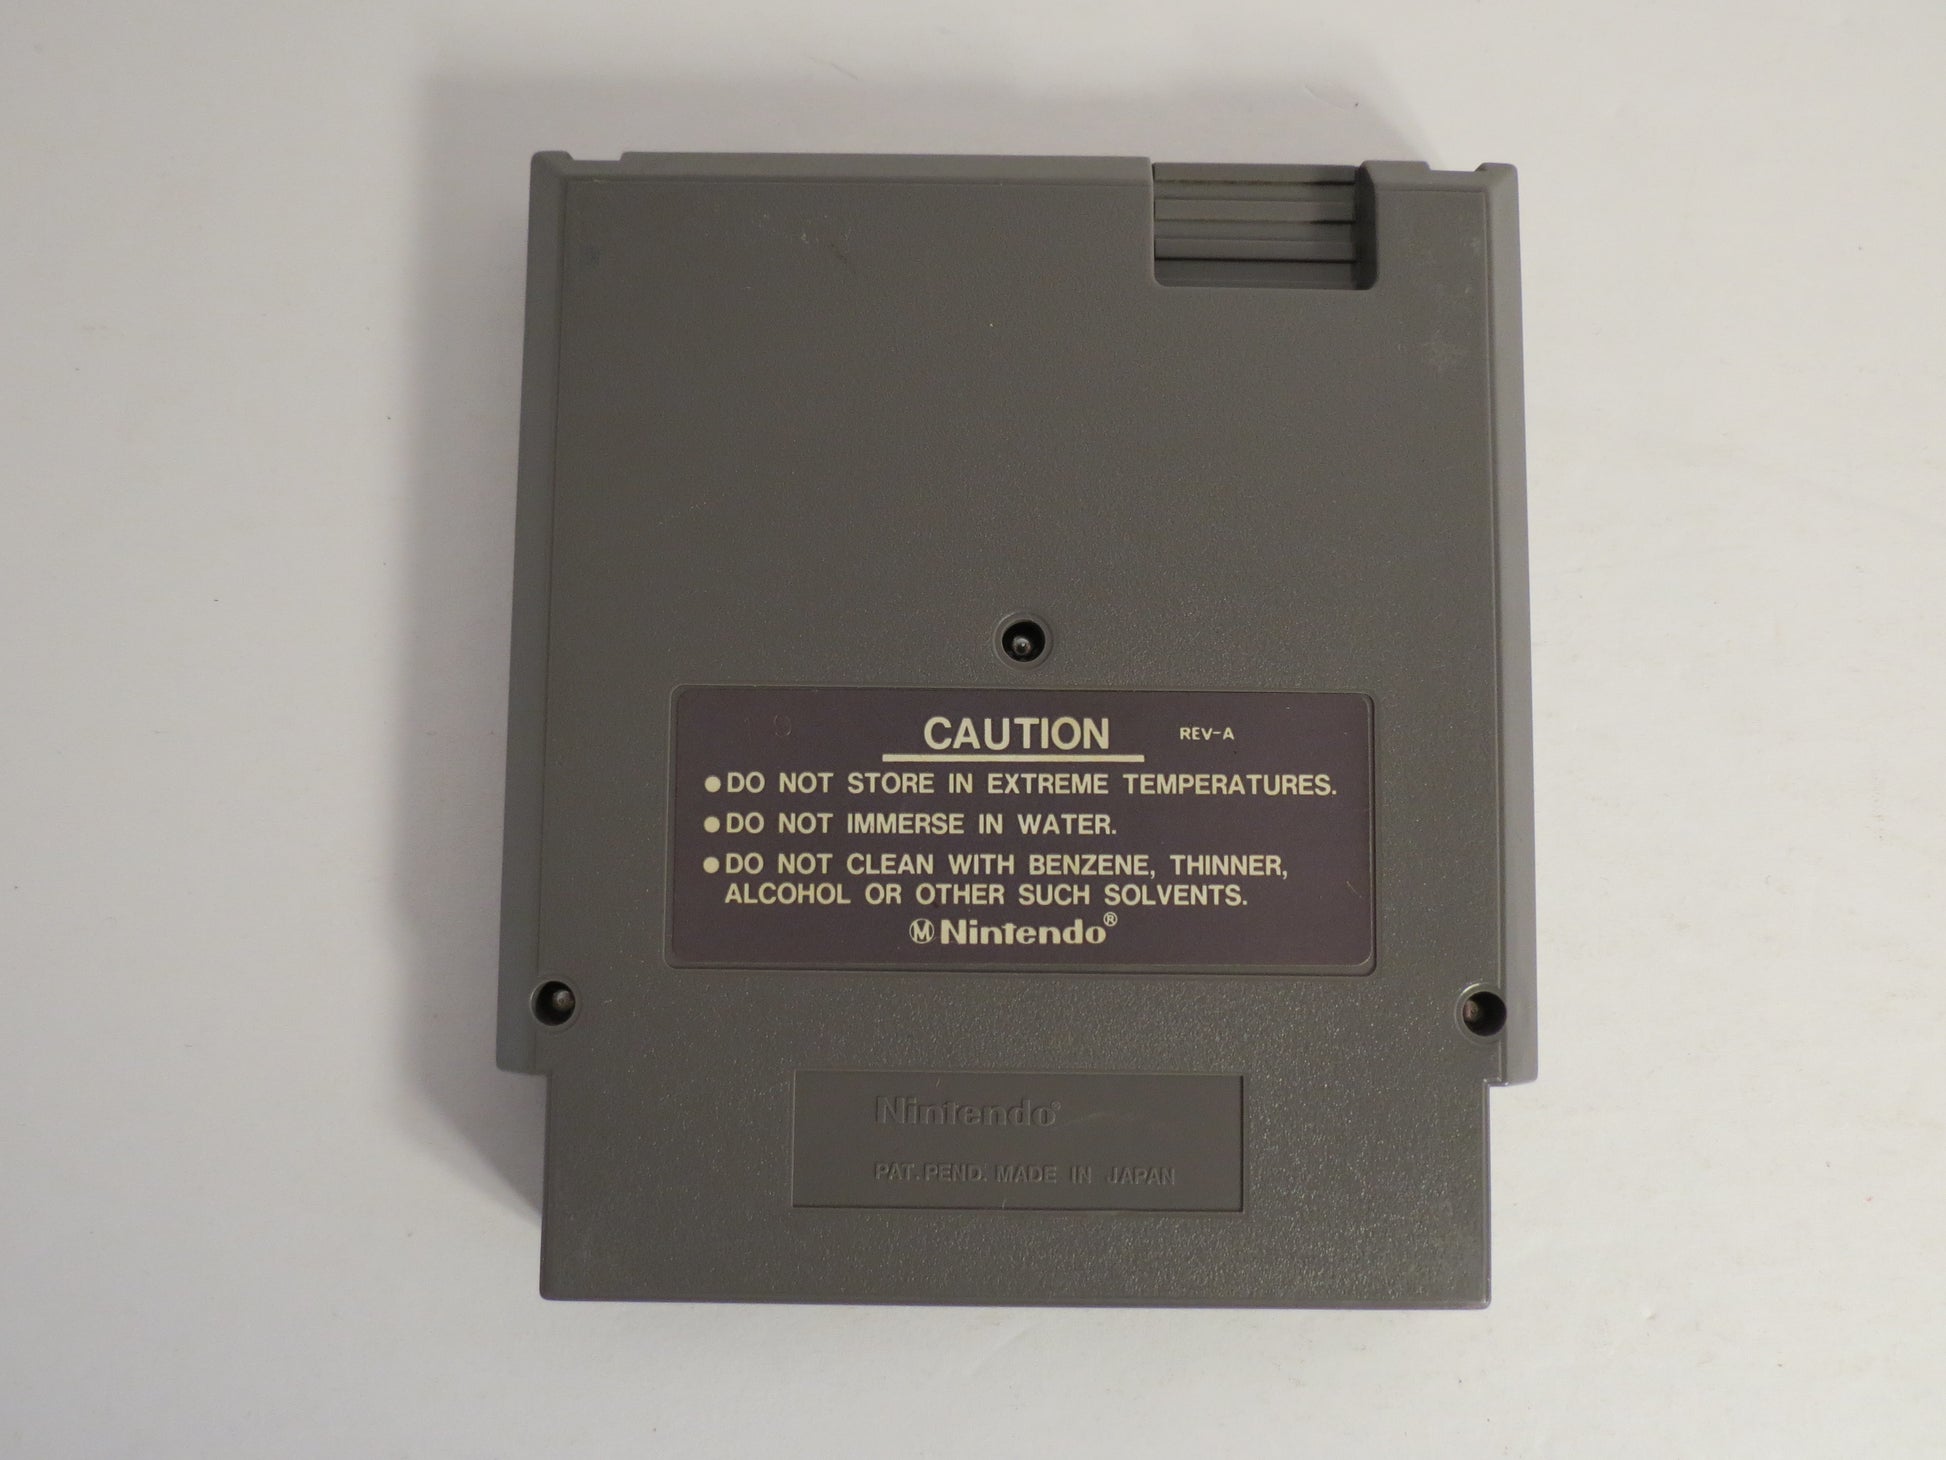 19
CAUTION REV-A
●DO NOT STORE IN EXTREME TEMPERATURES.
●DO NOT IMMERSE IN WATER.
●DO NOT CLEAN WITH BENZENE, THINNER,
ALCOHOL OR OTHER SUCH SOLVENTS.
Ⓜ Nintendo®
Nintendo®
PAT. PEND. MADE IN JAPAN